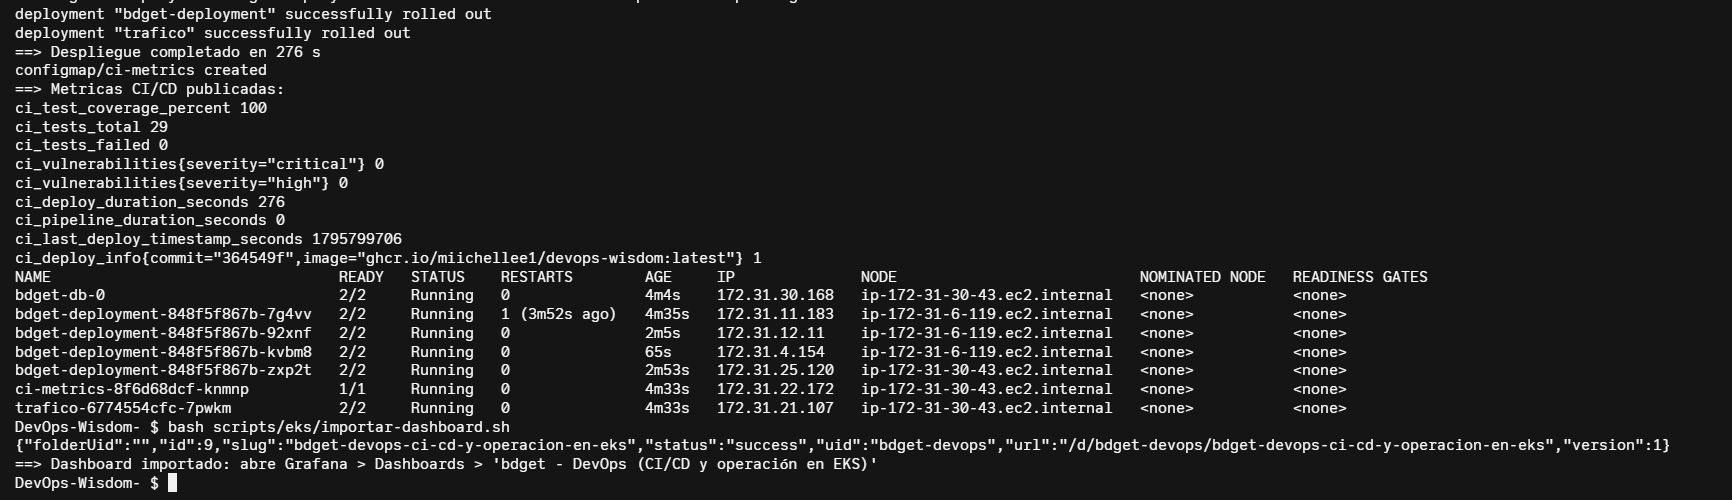 deployment "bdget-deployment" successfully rolled out
deployment "trafico" successfully rolled out
==> Despliegue completado en 276 s
configmap/ci-metrics created
==> Metricas CI/CD publicadas:
ci_test_coverage_percent 100
ci_tests_total 29
ci_tests_failed 0
ci_vulnerabilities{severity="critical"} 0
ci_vulnerabilities{severity="high"} 0
ci_deploy_duration_seconds 276
ci_pipeline_duration_seconds 0
ci_last_deploy_timestamp_seconds 1795799706
ci_deploy_info{commit="364549f",image="ghcr.io/miichellee1/devops-wisdom:latest"} 1
NAME READY STATUS RESTARTS AGE IP NODE NOMINATED NODE READINESS GATES
bdget-db-0 2/2 Running 0 4m4s 172.31.30.168 ip-172-31-30-43.ec2.internal <none> <none>
bdget-deployment-848f5f867b-7g4vv 2/2 Running 1 (3m52s ago) 4m35s 172.31.11.183 ip-172-31-6-119.ec2.internal <none> <none>
bdget-deployment-848f5f867b-92xnf 2/2 Running 0 2m5s 172.31.12.11 ip-172-31-6-119.ec2.internal <none> <none>
bdget-deployment-848f5f867b-kvbm8 2/2 Running 0 65s 172.31.4.154 ip-172-31-6-119.ec2.internal <none> <none>
bdget-deployment-848f5f867b-zxp2t 2/2 Running 0 2m53s 172.31.25.120 ip-172-31-30-43.ec2.internal <none> <none>
ci-metrics-8f6d68dcf-knmnp 1/1 Running 0 4m33s 172.31.22.172 ip-172-31-30-43.ec2.internal <none> <none>
trafico-6774554cfc-7pwkm 2/2 Running 0 4m33s 172.31.21.107 ip-172-31-30-43.ec2.internal <none> <none>
DevOps-Wisdom- $ bash scripts/eks/importar-dashboard.sh
{"folderUid":"","id":9,"slug":"bdget-devops-ci-cd-y-operacion-en-eks","status":"success","uid":"bdget-devops","url":"/d/bdget-devops/bdget-devops-ci-cd-y-operacion-en-eks","version":1}
==> Dashboard importado: abre Grafana > Dashboards > 'bdget - DevOps (CI/CD y operación en EKS)'
DevOps-Wisdom- $